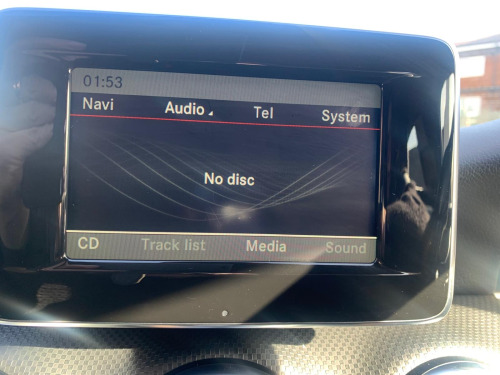 01:53
Navi Audio Tel System
No disc
CD Track list Media Sound